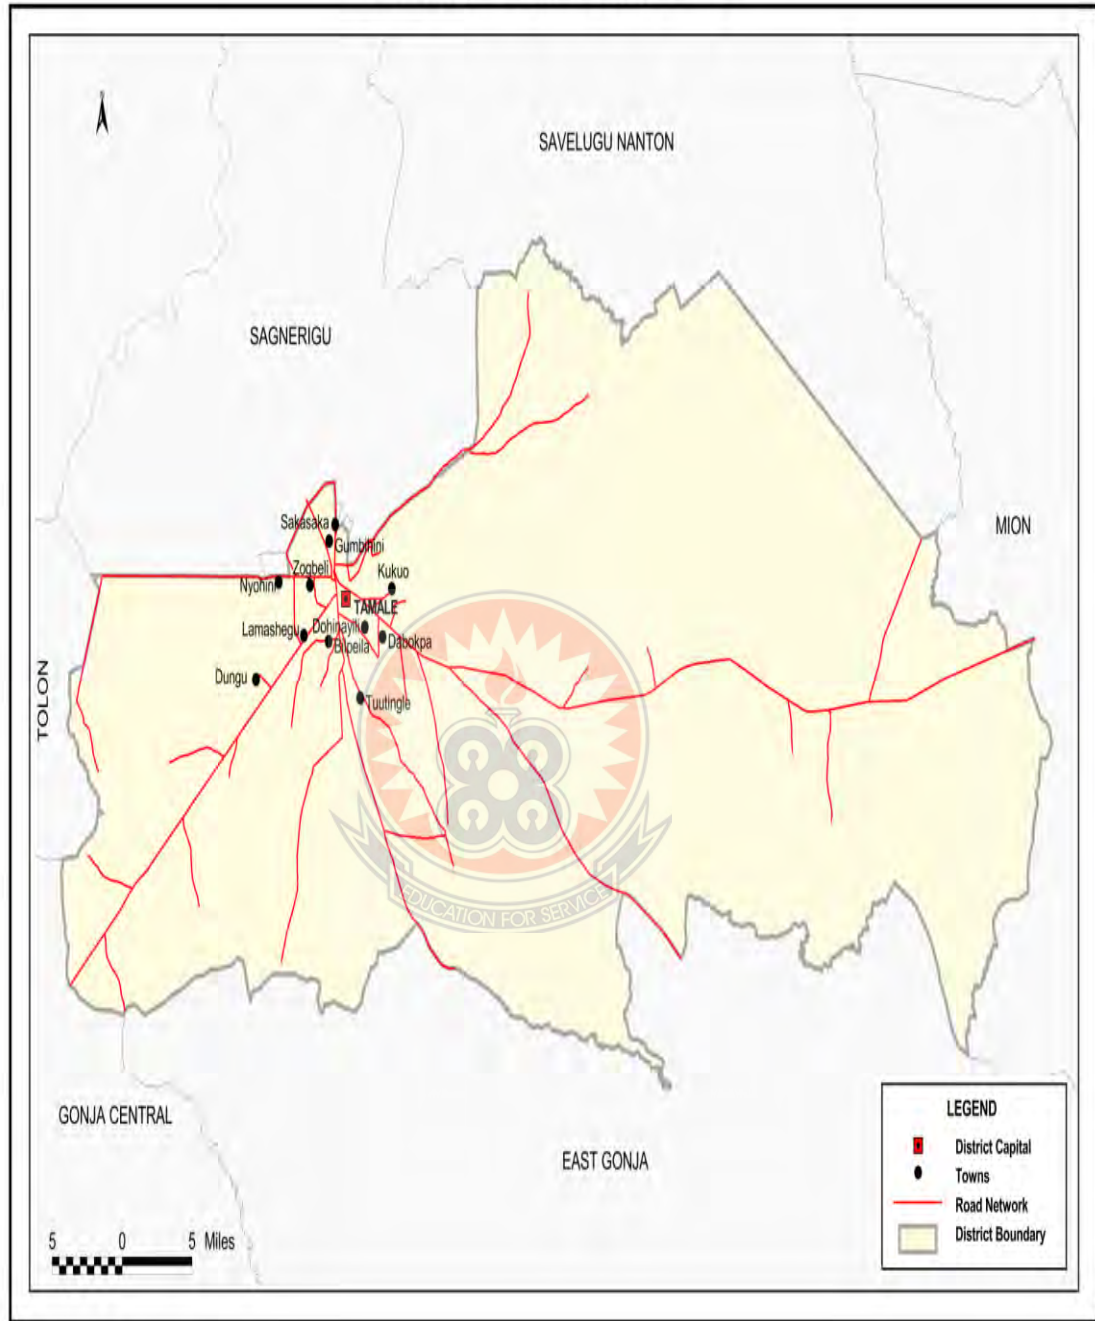 SAVELUGU NANTON
SAGNERIGU
MION
Sakasaka
Gumbihini
Zogbeli
Kukuo
Nyohini
TAMALE
Lamashegu
Dohinayili
Dabokpa
Bilpeila
Dungu
Tuutingle
TOLON
EDUCATION FOR SERVICE
GONJA CENTRAL
EAST GONJA
LEGEND
District Capital
Towns
Road Network
District Boundary
5 0 5 Miles